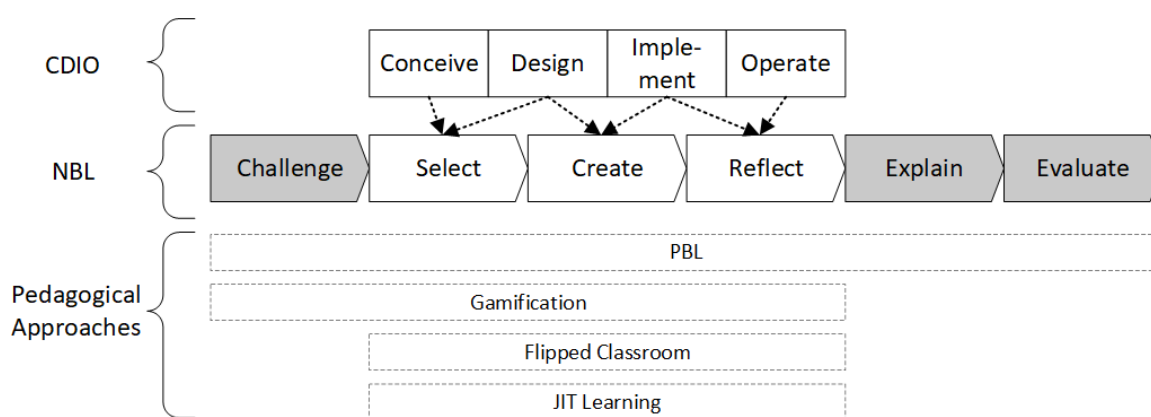 CDIO
Conceive
Design
Imple-
ment
Operate
NBL
Challenge
Select
Create
Reflect
Explain
Evaluate
Pedagogical
Approaches
PBL
Gamification
Flipped Classroom
JIT Learning